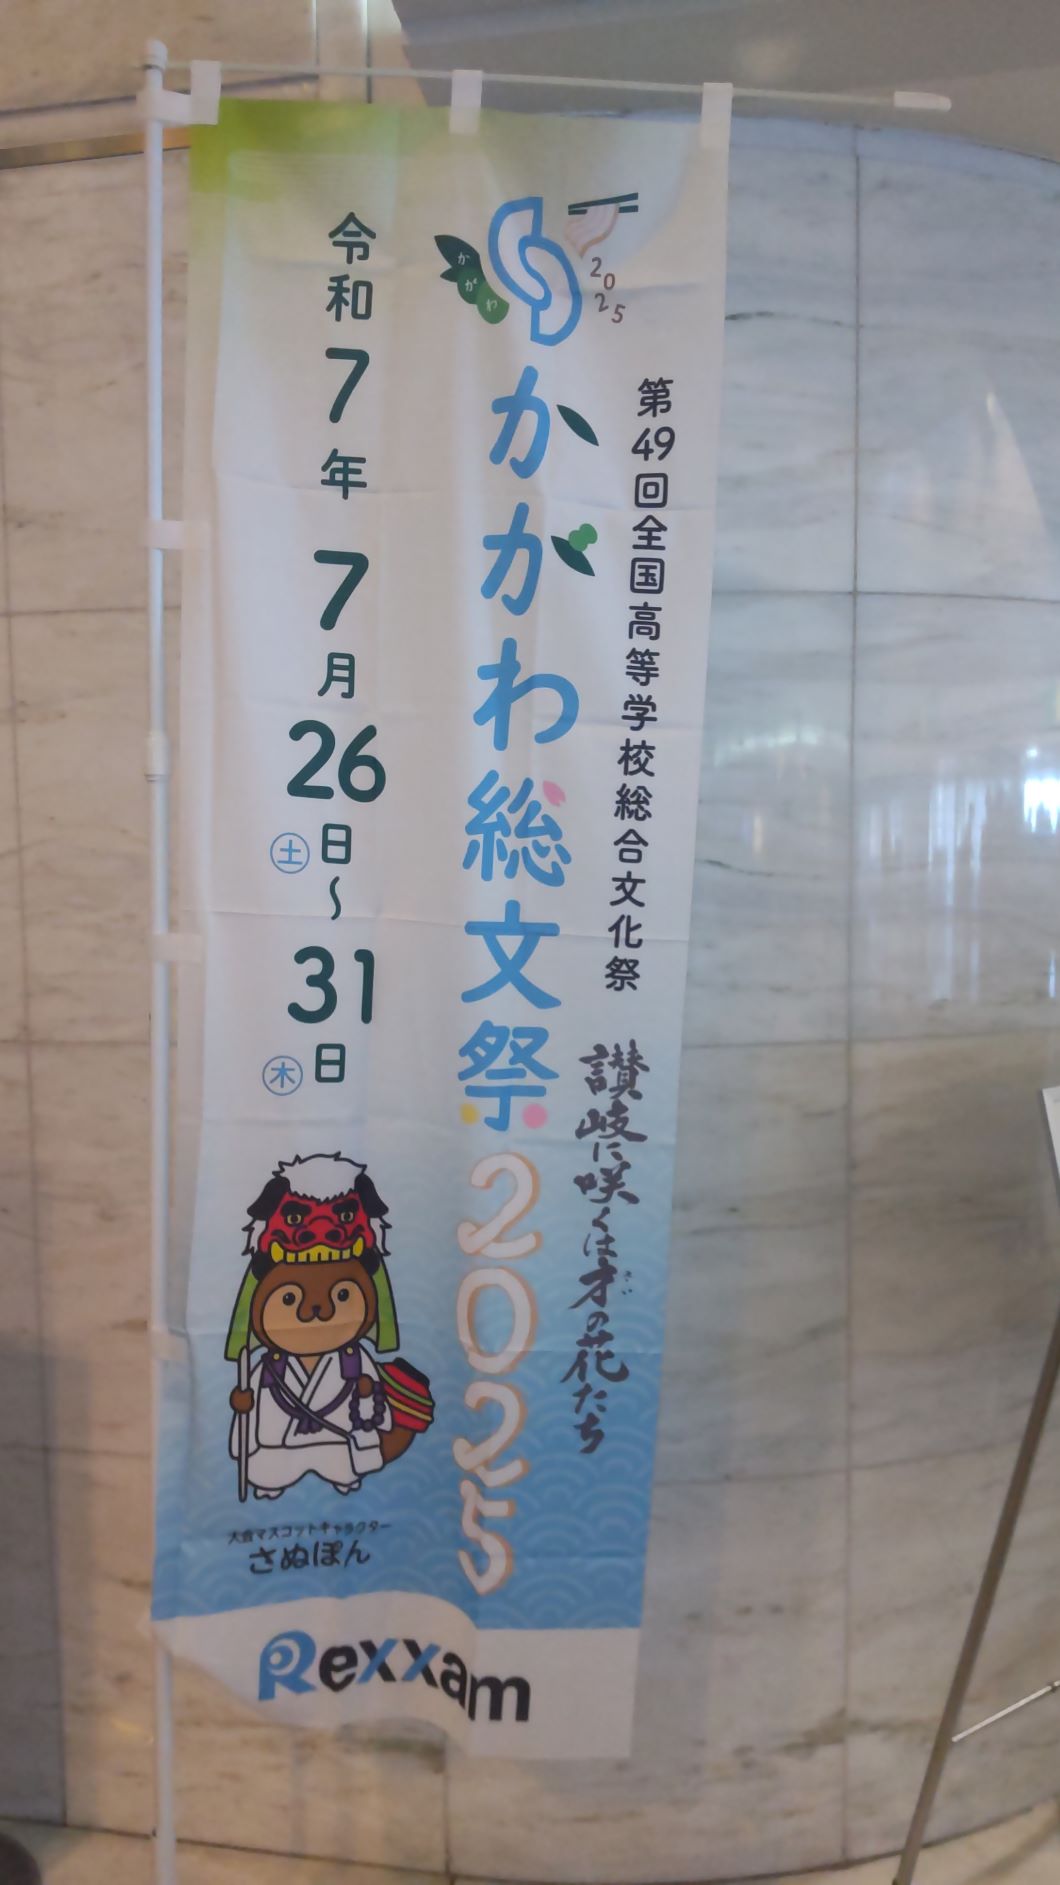 かがわ
2025
第49回全国高等学校総合文化祭
讃岐に咲くは才の花たち
さい
かがわ総文祭2025
令和7年 7月26日(土)〜31日(木)
大会マスコットキャラクター
さぬぽん
Rexxam